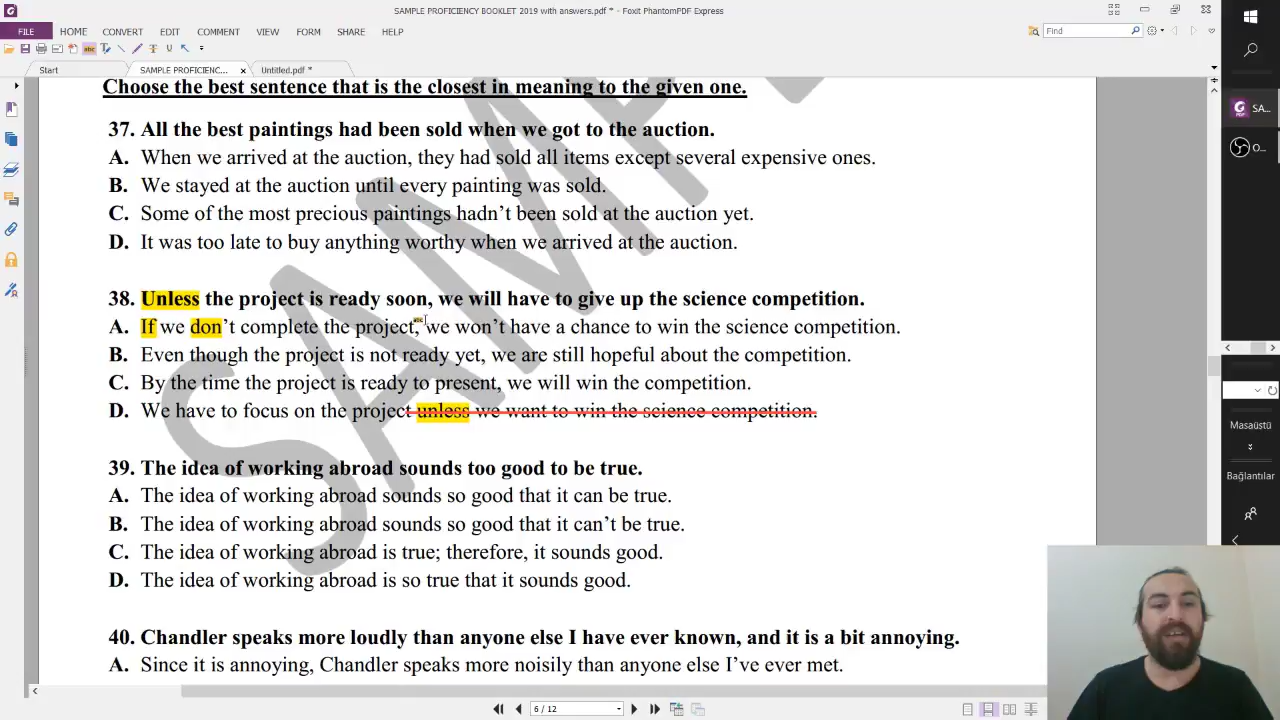 SAMPLE PROFICIENCY BOOKLET 2019 with answers.pdf * - Foxit PhantomPDF Express
FILE HOME CONVERT EDIT COMMENT VIEW FORM SHARE HELP
Find
Start SAMPLE PROFICIENC... Untitled.pdf *
Choose the best sentence that is the closest in meaning to the given one.
37. All the best paintings had been sold when we got to the auction.
A. When we arrived at the auction, they had sold all items except several expensive ones.
B. We stayed at the auction until every painting was sold.
C. Some of the most precious paintings hadn't been sold at the auction yet.
D. It was too late to buy anything worthy when we arrived at the auction.
38. Unless the project is ready soon, we will have to give up the science competition.
A. If we don't complete the project, we won't have a chance to win the science competition.
B. Even though the project is not ready yet, we are still hopeful about the competition.
C. By the time the project is ready to present, we will win the competition.
D. We have to focus on the project unless we want to win the science competition.
39. The idea of working abroad sounds too good to be true.
A. The idea of working abroad sounds so good that it can be true.
B. The idea of working abroad sounds so good that it can't be true.
C. The idea of working abroad is true; therefore, it sounds good.
D. The idea of working abroad is so true that it sounds good.
40. Chandler speaks more loudly than anyone else I have ever known, and it is a bit annoying.
A. Since it is annoying, Chandler speaks more noisily than anyone else I've ever met.
6 / 12
SA...
O...
Masaüstü
Bağlantılar
SAMPL